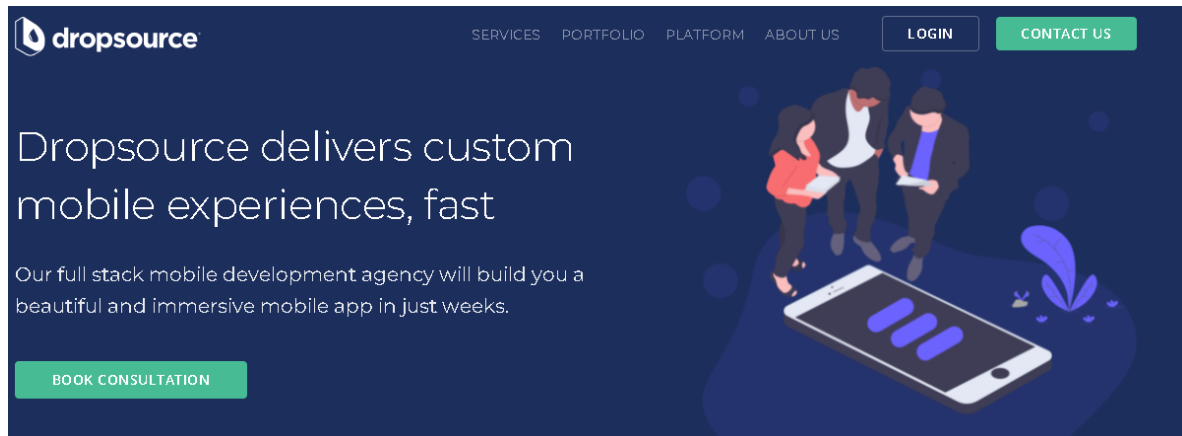 dropsource
SERVICES PORTFOLIO PLATFORM ABOUT US LOGIN CONTACT US
Dropsource delivers custom
mobile experiences, fast
Our full stack mobile development agency will build you a
beautiful and immersive mobile app in just weeks.
BOOK CONSULTATION